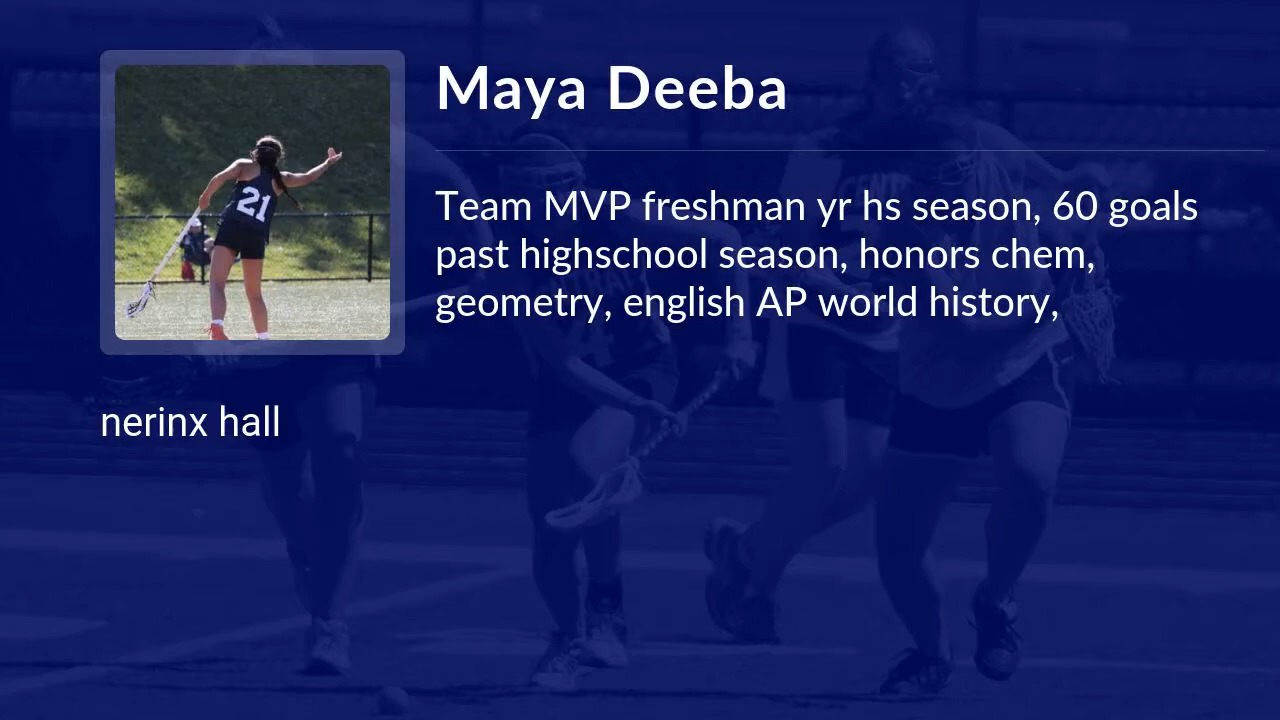 Maya Deeba
21
Team MVP freshman yr hs season, 60 goals
past highschool season, honors chem,
geometry, english AP world history,
nerinx hall